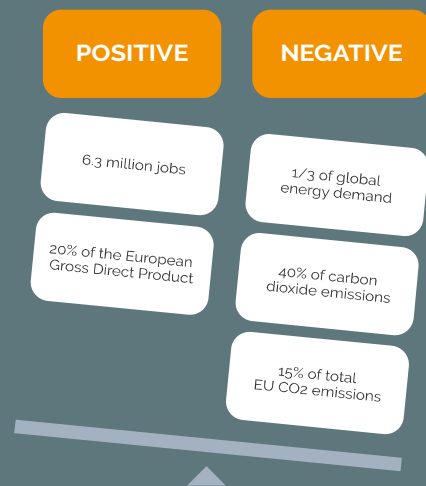 POSITIVE
6.3 million jobs
20% of the European
Gross Direct Product
NEGATIVE
1/3 of global
energy demand
40% of carbon
dioxide emissions
15% of total
EU CO2 emissions